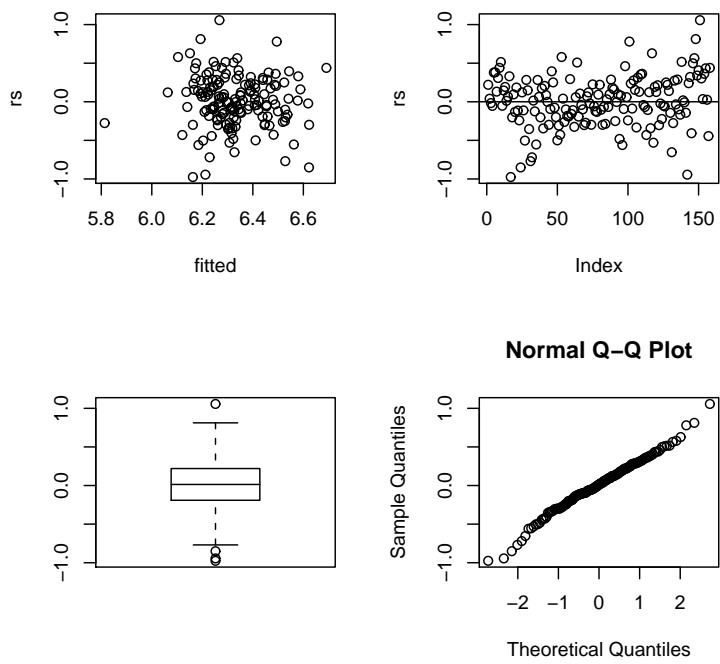 rs
1.0
0.0
−1.0
5.8 6.0 6.2 6.4 6.6
fitted
rs
1.0
0.0
−1.0
0 50 100 150
Index
1.0
0.0
−1.0
Normal Q−Q Plot
Sample Quantiles
1.0
0.0
−1.0
−2 −1 0 1 2
Theoretical Quantiles